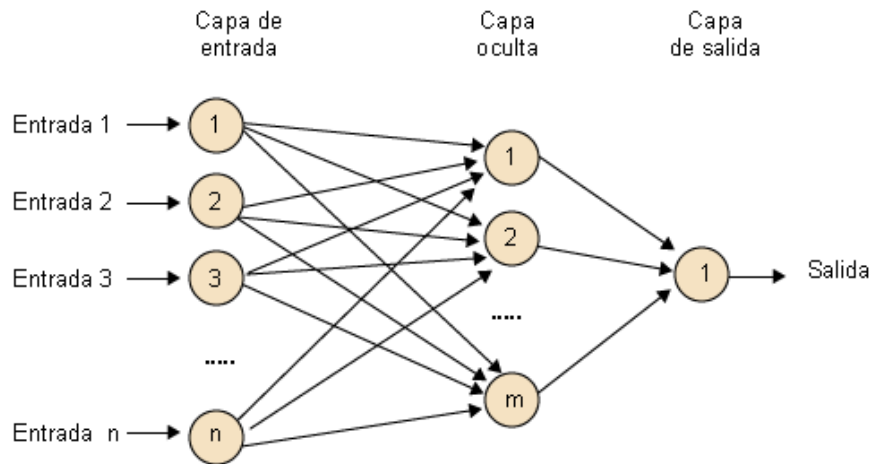 Capa de
entrada
Capa
oculta
Capa
de salida
Entrada 1
1
Entrada 2
2
Entrada 3
3
.....
Entrada n
n
1
2
.....
m
1
Salida